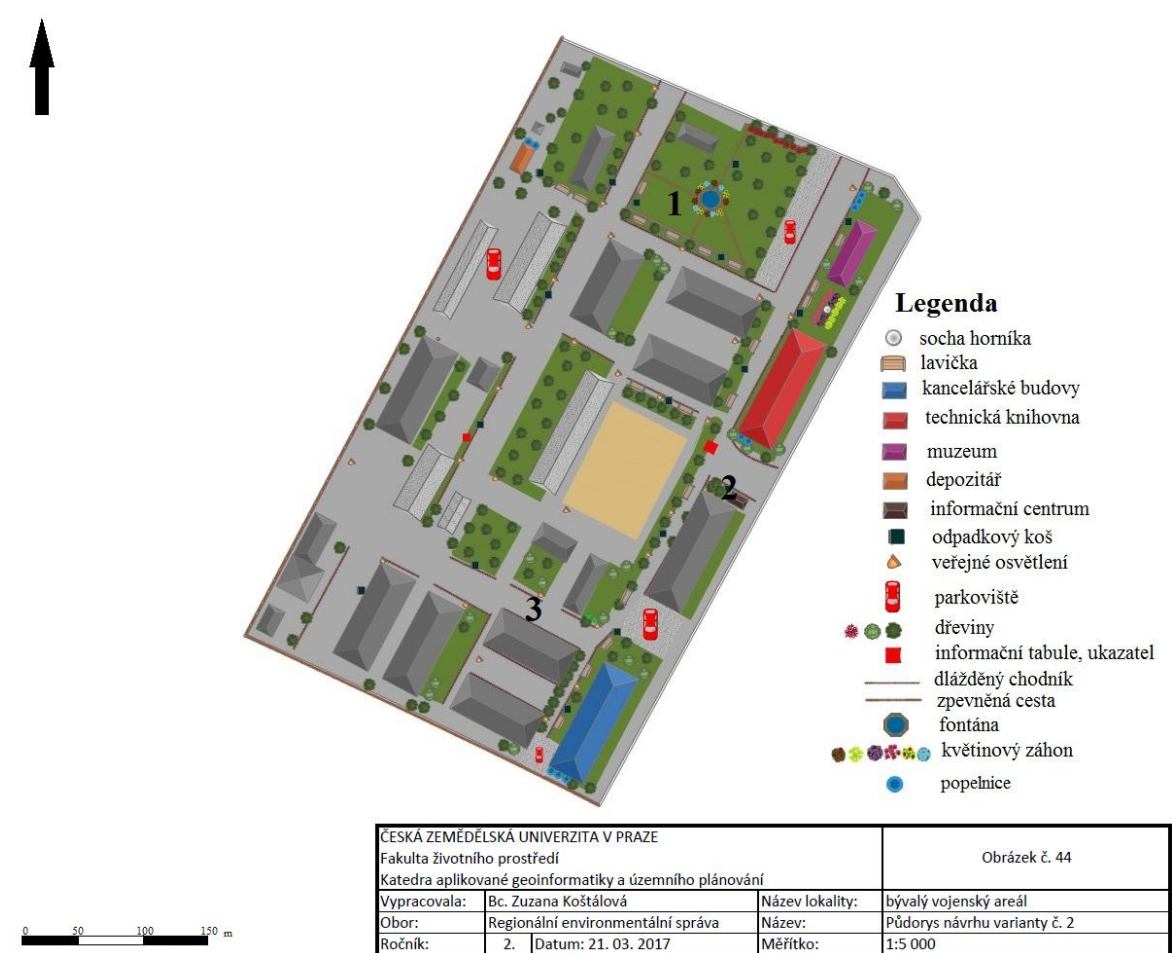 1
2
3
Legenda
socha horníka
lavička
kancelářské budovy
technická knihovna
muzeum
depozitář
informační centrum
odpadkový koš
veřejné osvětlení
parkoviště
dřeviny
informační tabule, ukazatel
dlážděný chodník
zpevněná cesta
fontána
květinový záhon
popelnice
ČESKÁ ZEMĚDĚLSKÁ UNIVERZITA V PRAZE
Fakulta životního prostředí
Katedra aplikované geoinformatiky a územního plánování
Obrázek č. 44
Vypracovala: Bc. Zuzana Koštálová Název lokality: bývalý vojenský areál
Obor: Regionální environmentální správa Název: Půdorys návrhu varianty č. 2
Ročník: 2. Datum: 21. 03. 2017 Měřítko: 1:5 000
0 50 100 150 m